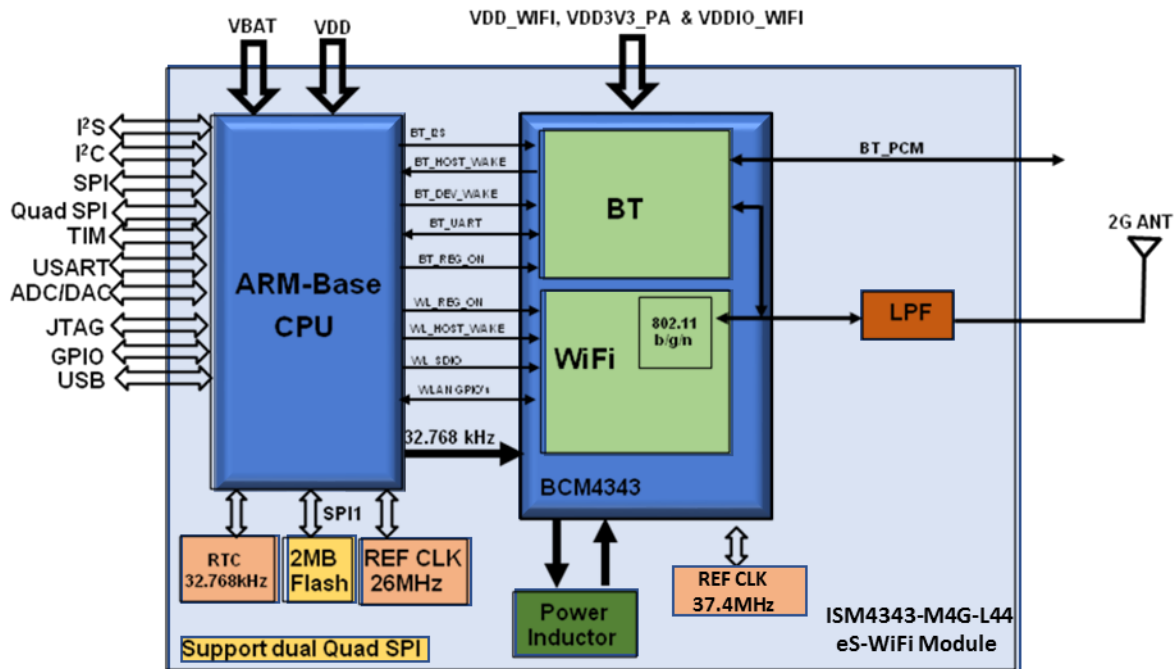 VBAT
VDD
VDD_WIFI, VDD3V3_PA & VDDIO_WIFI
I²S
I²C
SPI
Quad SPI
TIM
USART
ADC/DAC
JTAG
GPIO
USB
ARM-Base
CPU
BT_I2S
BT_HOST_WAKE
BT_DEV_WAKE
BT_UART
BT_REG_ON
WL_REG_ON
WL_HOST_WAKE
WL_SDIO
WLAN GPIO's
32.768 kHz
BT
WiFi
802.11
b/g/n
BCM4343
BT_PCM
2G ANT
LPF
SPI1
RTC
32.768kHz
2MB
Flash
REF CLK
26MHz
Power
Inductor
REF CLK
37.4MHz
Support dual Quad SPI
ISM4343-M4G-L44
eS-WiFi Module